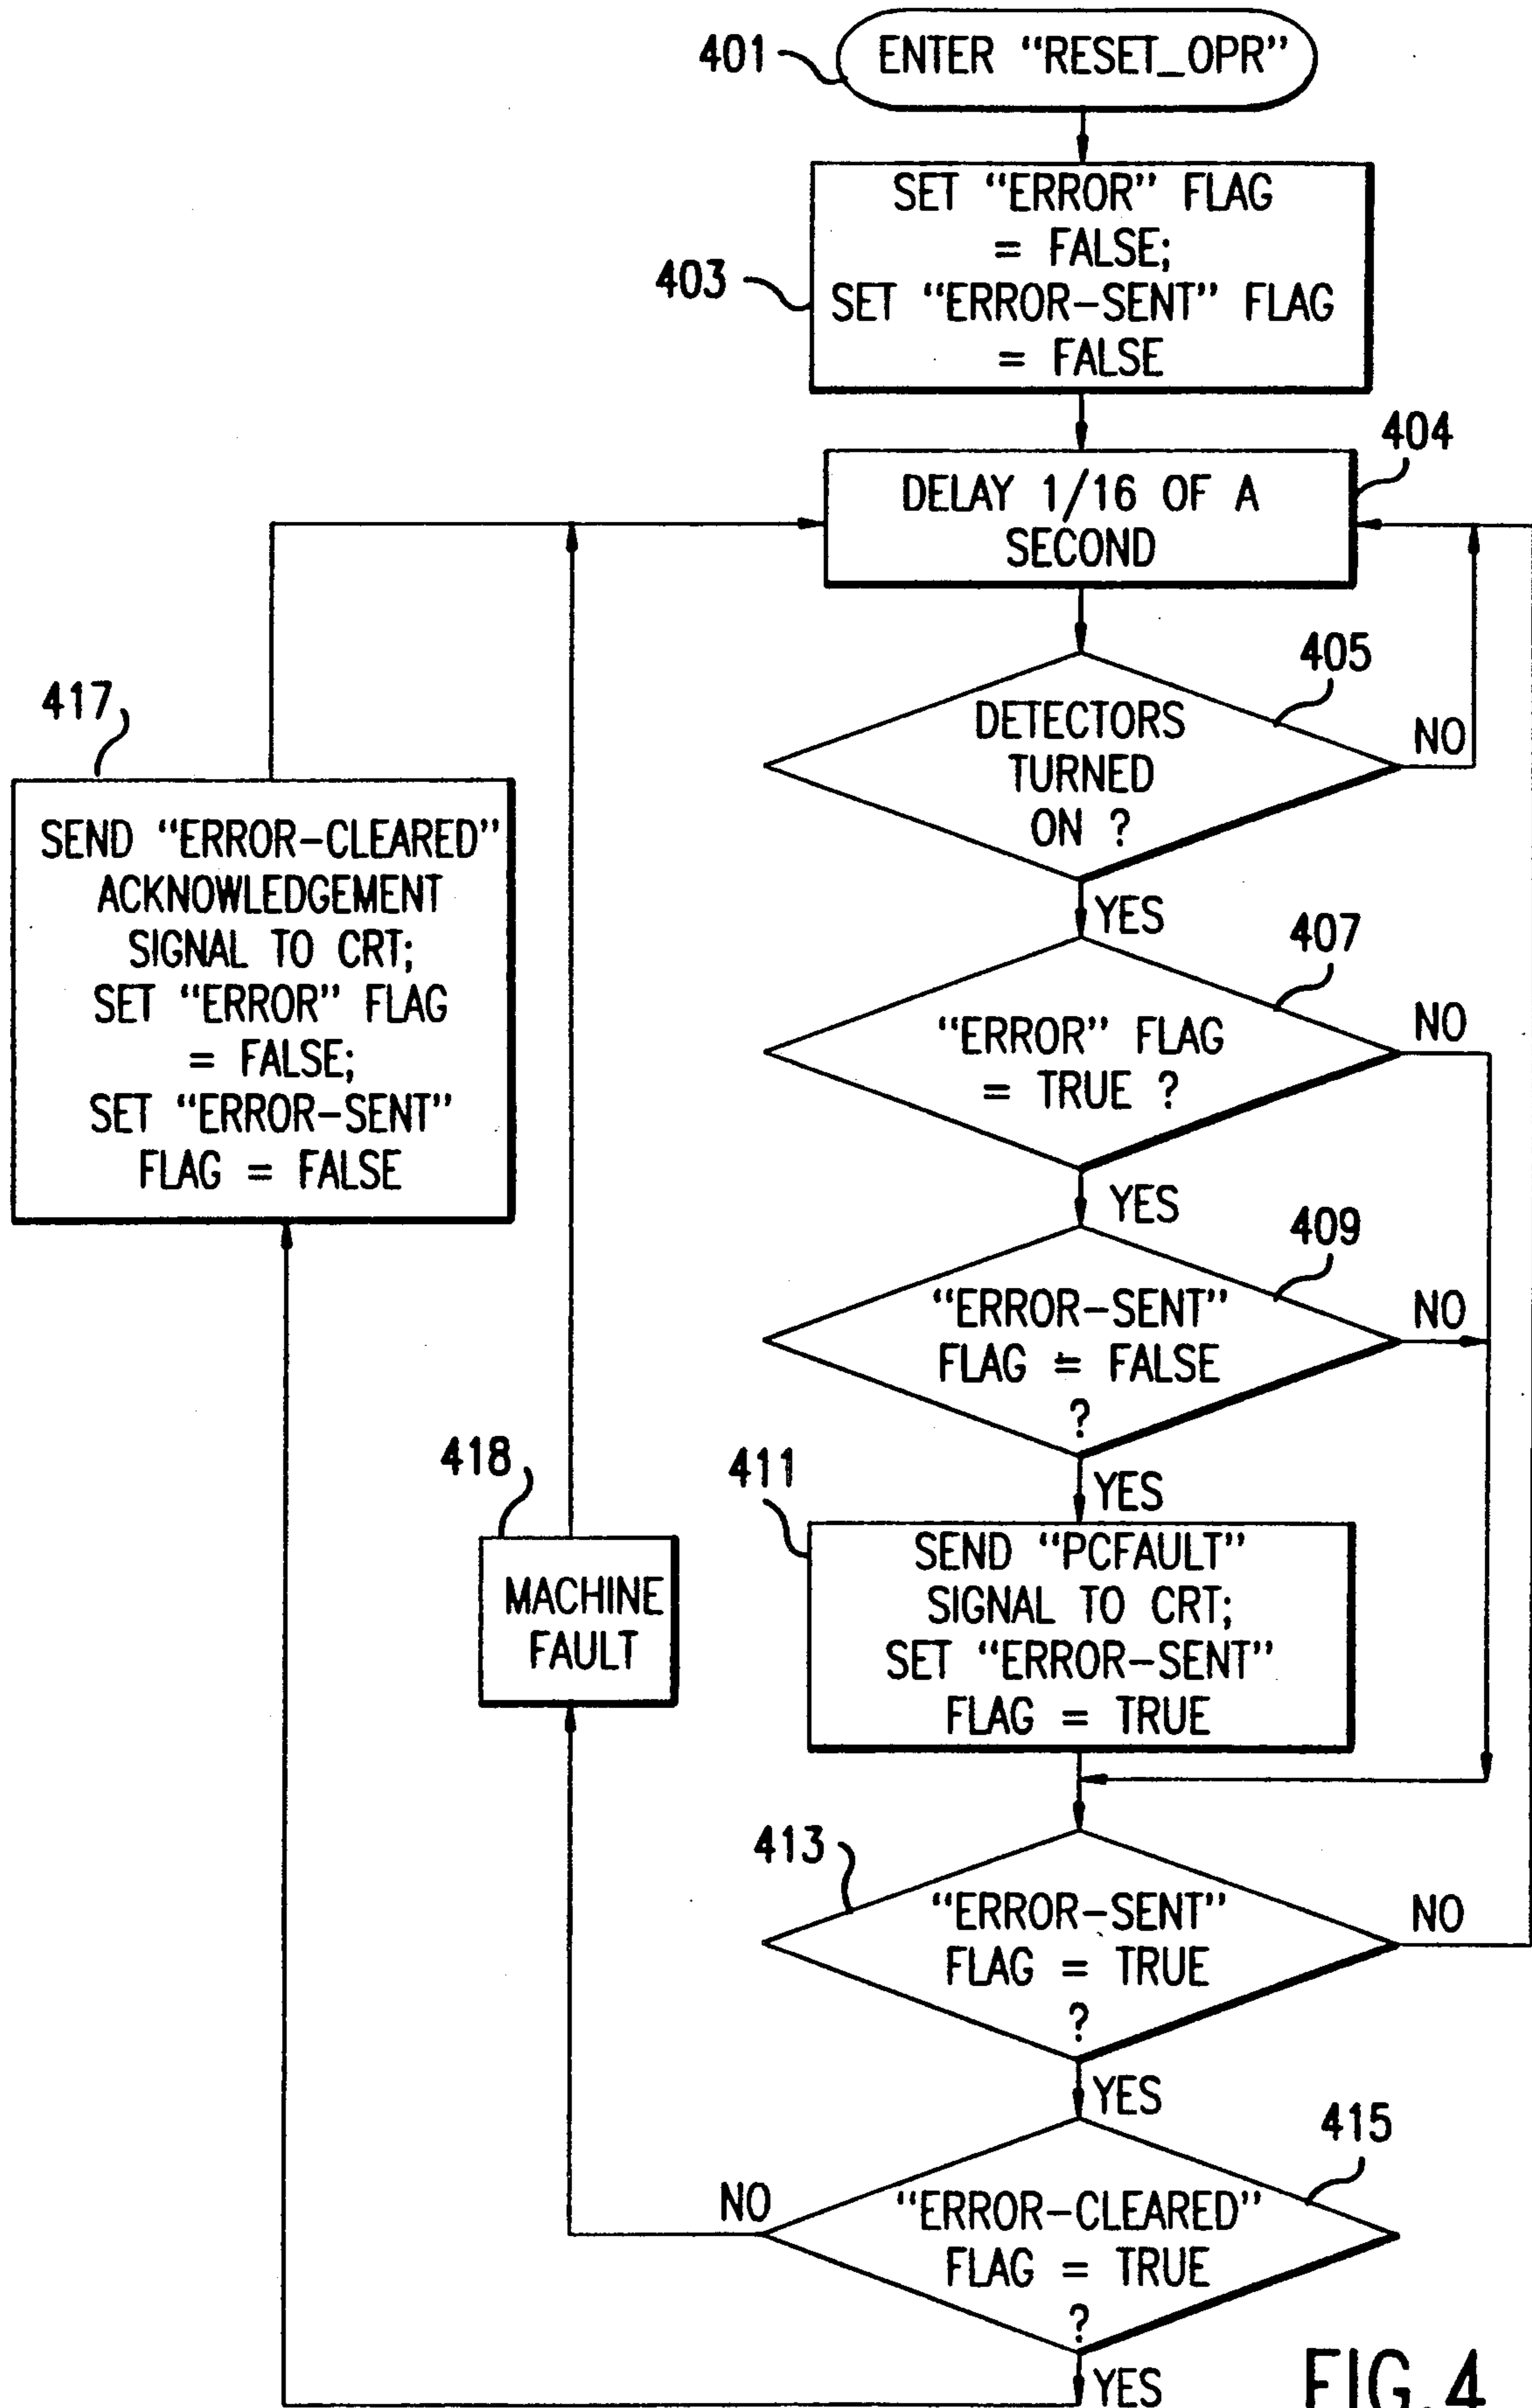 401
ENTER “RESET_OPR”
403
SET “ERROR” FLAG
= FALSE;
SET “ERROR-SENT” FLAG
= FALSE
404
DELAY 1/16 OF A
SECOND
405
DETECTORS
TURNED
ON ?
NO
YES
417
SEND “ERROR-CLEARED”
ACKNOWLEDGEMENT
SIGNAL TO CRT;
SET “ERROR” FLAG
= FALSE;
SET “ERROR-SENT”
FLAG = FALSE
407
“ERROR” FLAG
= TRUE ?
NO
YES
409
“ERROR-SENT”
FLAG = FALSE
?
NO
YES
418
MACHINE
FAULT
411
SEND “PCFAULT”
SIGNAL TO CRT;
SET “ERROR-SENT”
FLAG = TRUE
413
“ERROR-SENT”
FLAG = TRUE
?
NO
YES
415
“ERROR-CLEARED”
FLAG = TRUE
?
NO
YES
FIG.4